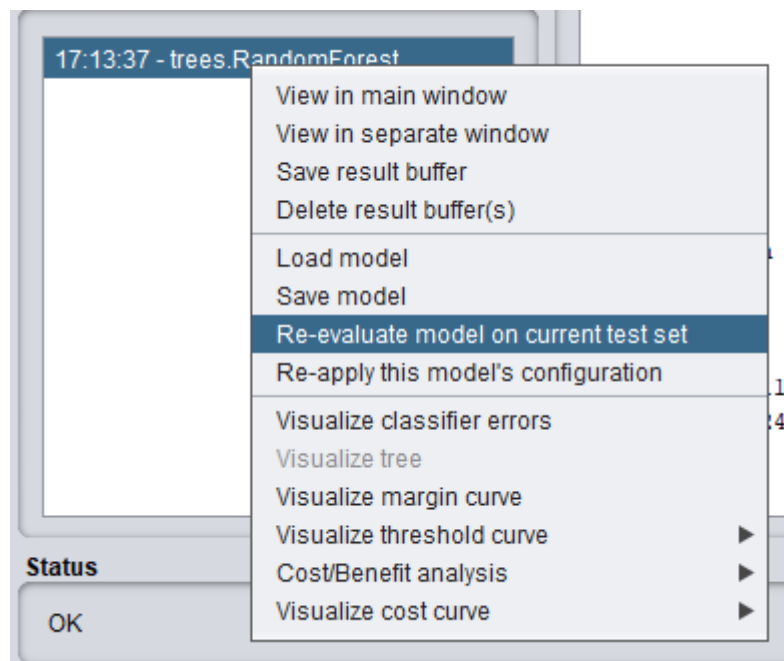 17:13:37 - trees.RandomForest
View in main window
View in separate window
Save result buffer
Delete result buffer(s)
Load model
Save model
Re-evaluate model on current test set
Re-apply this model's configuration
Visualize classifier errors
Visualize tree
Visualize margin curve
Visualize threshold curve
Cost/Benefit analysis
Visualize cost curve
Status
OK